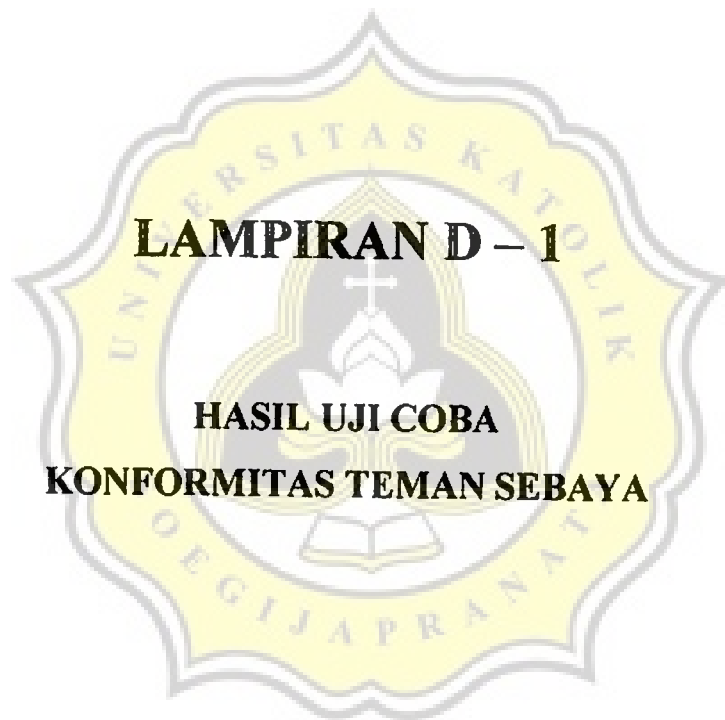 UNIVERSITAS KATOLIK
LAMPIRAN D – 1
HASIL UJI COBA
KONFORMITAS TEMAN SEBAYA
SOEGIJAPRANATA